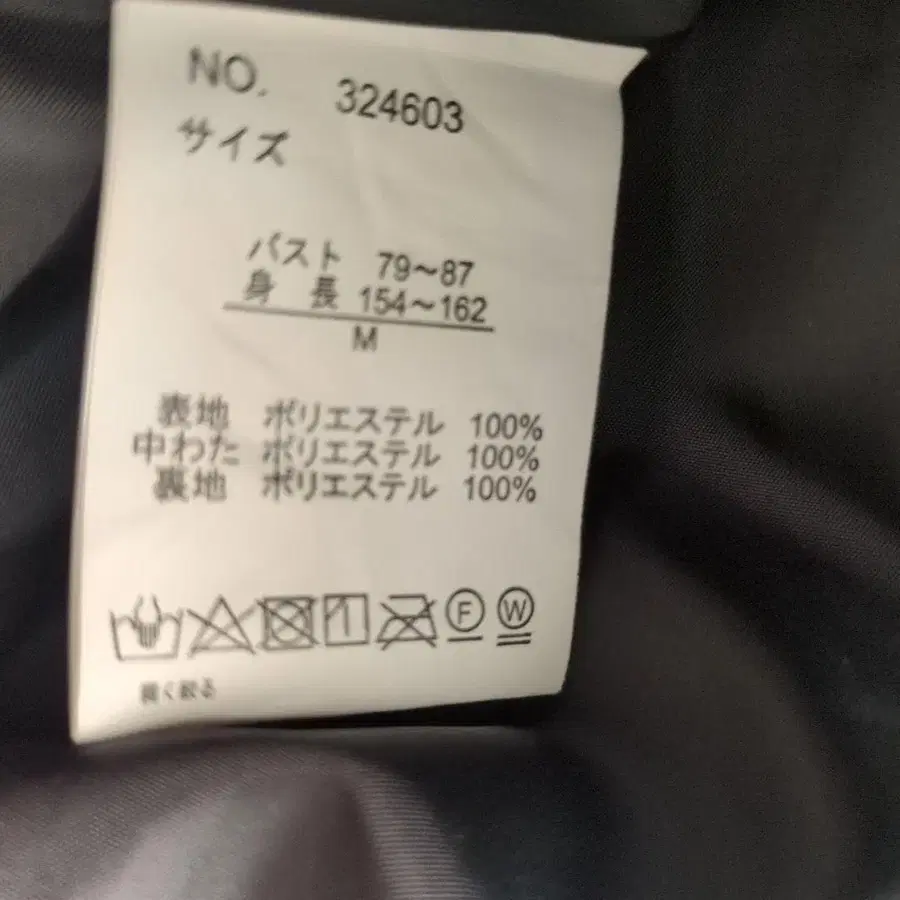 NO. 324603
サイズ
バスト 79～87
身長 154～162
M
表地 ポリエステル 100%
中わた ポリエステル 100%
裏地 ポリエステル 100%
F W
弱く絞る